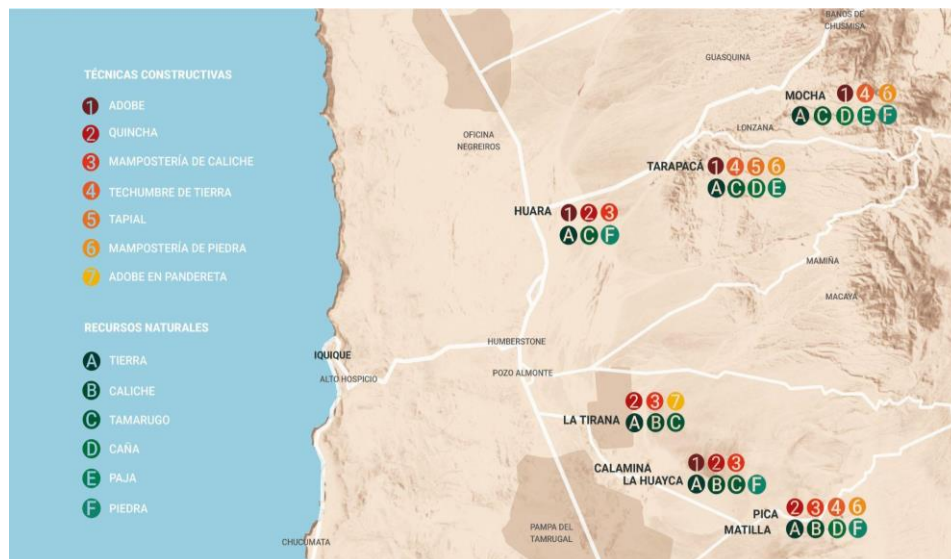 TÉCNICAS CONSTRUCTIVAS
1 ADOBE
2 QUINCHA
3 MAMPOSTERÍA DE CALICHE
4 TECHUMBRE DE TIERRA
5 TAPIAL
6 MAMPOSTERÍA DE PIEDRA
7 ADOBE EN PANDERETA
RECURSOS NATURALES
A TIERRA
B CALICHE
C TAMARUGO
D CAÑA
E PAJA
F PIEDRA
BAÑOS DE
CHUSMISA
GUASQUINA
MOCHA 1 4 6
A C D E F
LONZANA
OFICINA
NEGREIROS
TARAPACÁ 1 4 5 6
A C D E
HUARA 1 2 3
A C F
MAMIÑA
MACAYA
HUMBERSTONE
IQUIQUE
ALTO HOSPICIO
POZO ALMONTE
2 3 7
LA TIRANA A B C
CALAMINA 1 2 3
LA HUAYCA A B C F
PICA 2 3 4 6
MATILLA A B D F
PAMPA DEL
TAMRUGAL
CHUCUMATA